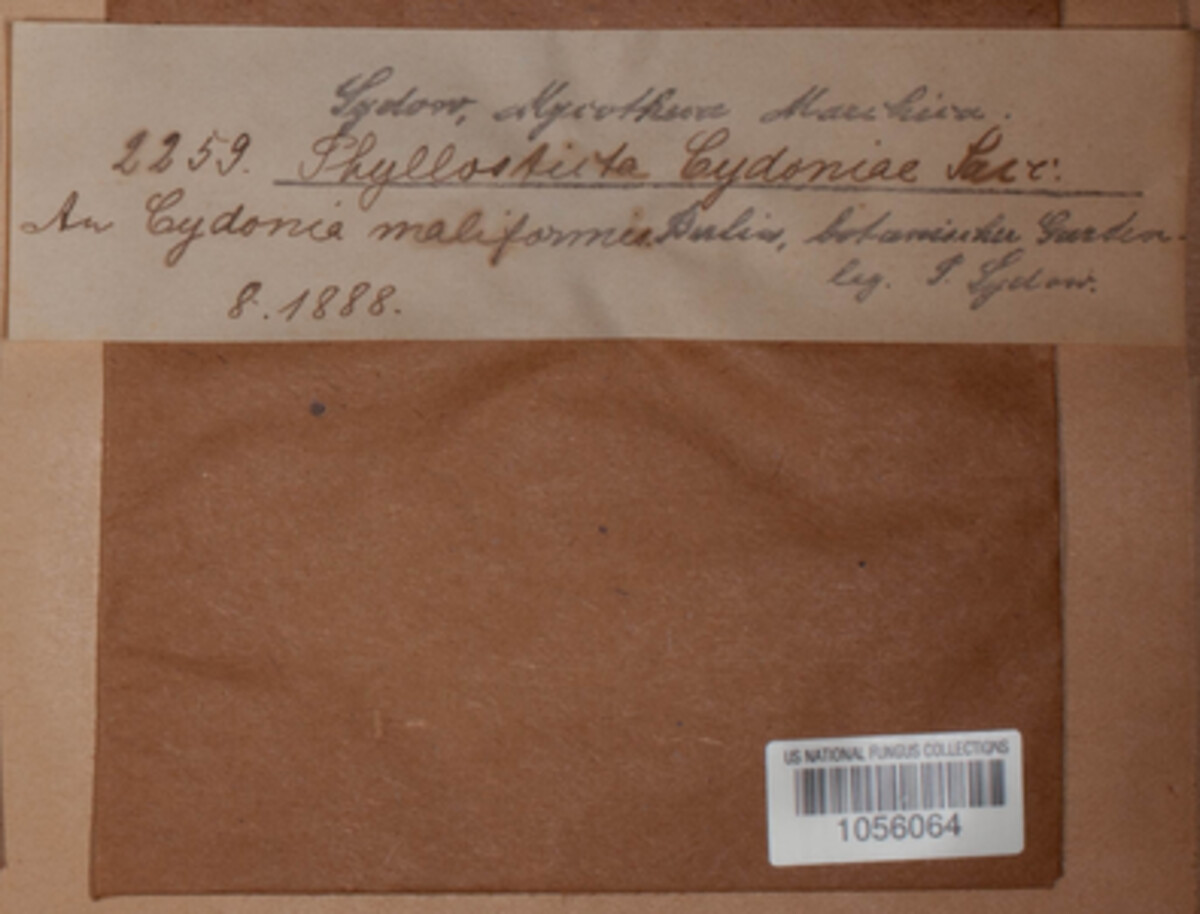 Sydow, Mycotheca Marchica.
2259. Phyllosticta Cydoniae Sacc.
An Cydonia maliformis Berlin, botanischer Garten.
leg. P. Sydow.
8. 1888.
US NATIONAL FUNGUS COLLECTIONS
1056064